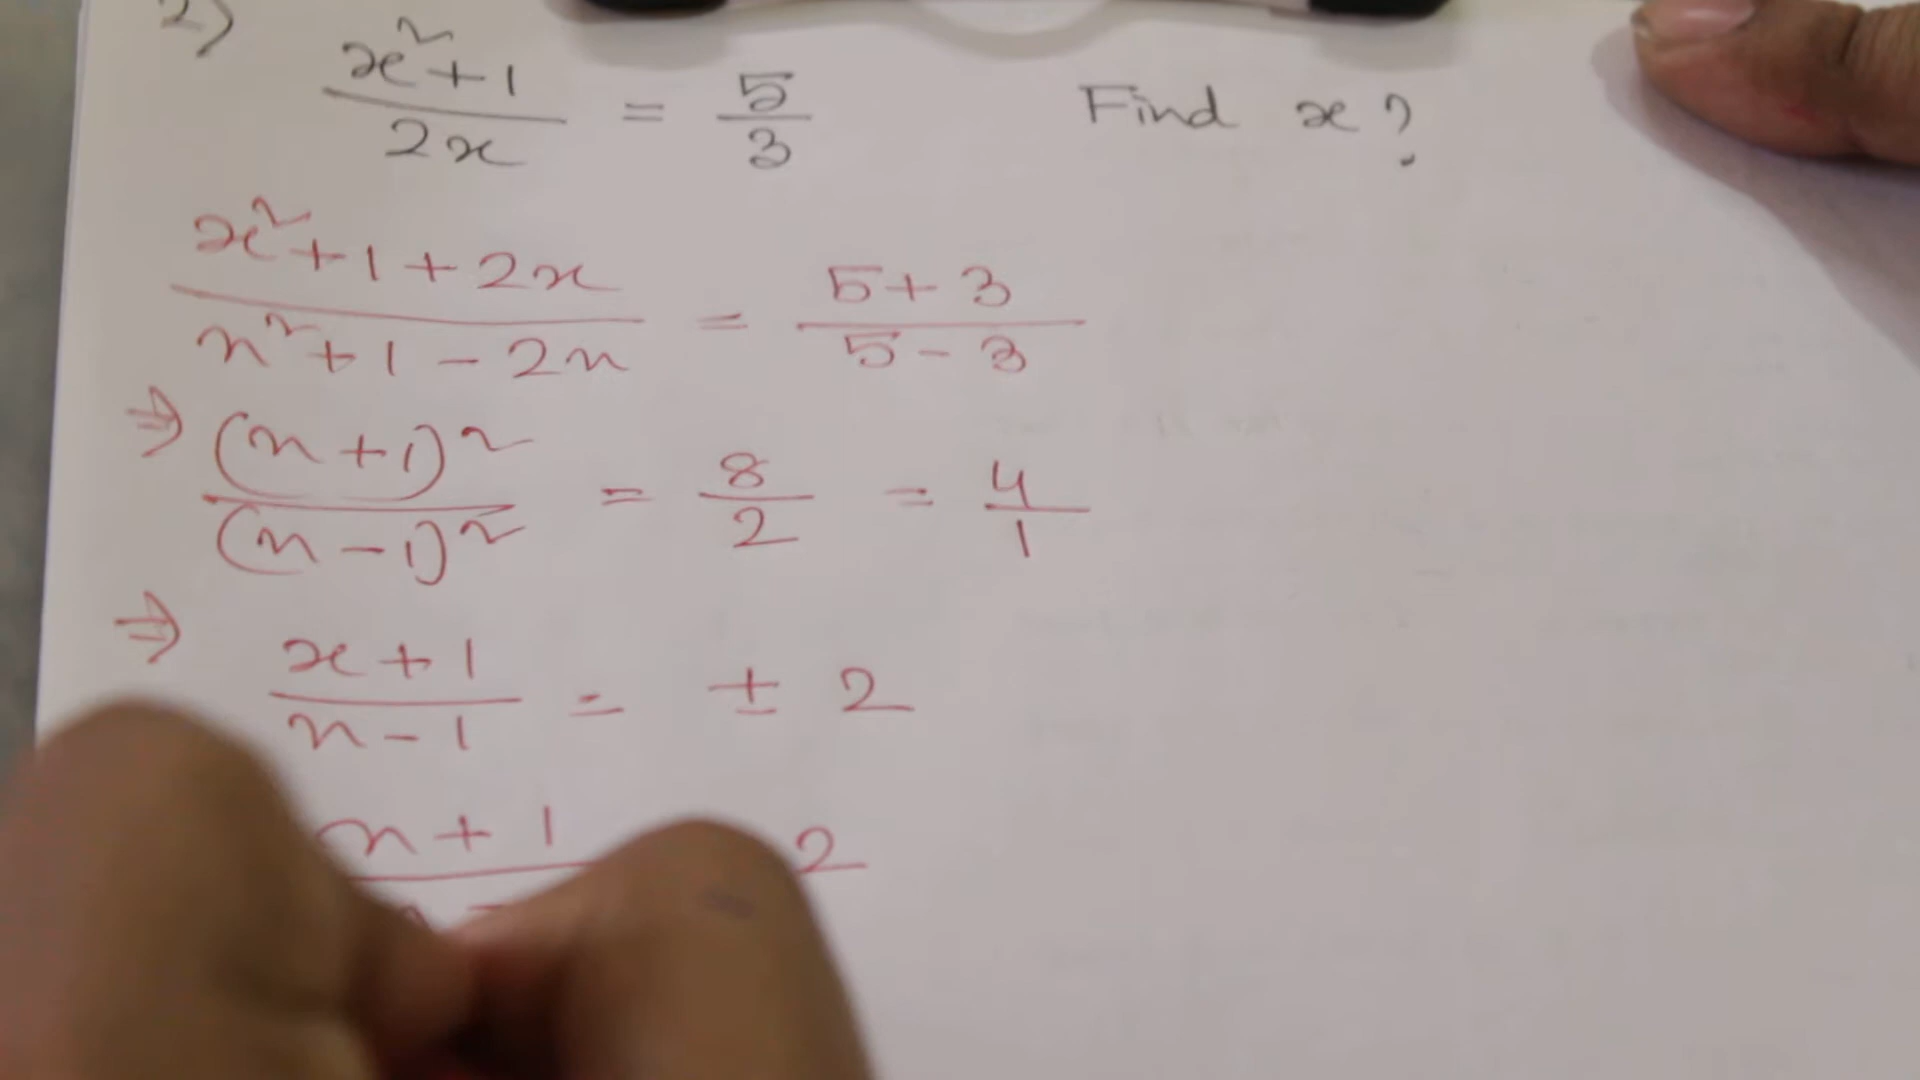 2)
x²+1/2x = 5/3 Find x?
x²+1+2x/x²+1-2x = 5+3/5-3
⇒ (x+1)²/(x-1)² = 8/2 = 4/1
⇒ x+1/x-1 = ± 2
x+1 2